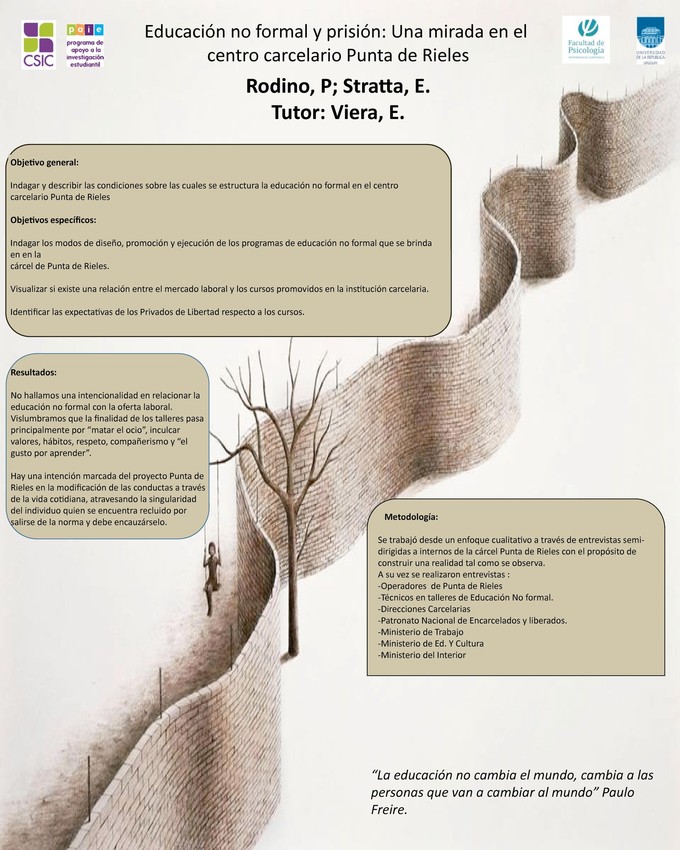 CSIC
paie
programa de
apoyo a la
investigación
estudiantil
Educación no formal y prisión: Una mirada en el
centro carcelario Punta de Rieles
Rodino, P; Stratta, E.
Tutor: Viera, E.
Facultad de
Psicología
UNIVERSIDAD
DE LA REPÚBLICA
URUGUAY
Objetivo general:
Indagar y describir las condiciones sobre las cuales se estructura la educación no formal en el centro
carcelario Punta de Rieles
Objetivos específicos:
Indagar los modos de diseño, promoción y ejecución de los programas de educación no formal que se brinda
en en la
cárcel de Punta de Rieles.
Visualizar si existe una relación entre el mercado laboral y los cursos promovidos en la institución carcelaria.
Identificar las expectativas de los Privados de Libertad respecto a los cursos.
Resultados:
No hallamos una intencionalidad en relacionar la
educación no formal con la oferta laboral.
Vislumbramos que la finalidad de los talleres pasa
principalmente por “matar el ocio”, inculcar
valores, hábitos, respeto, compañerismo y “el
gusto por aprender”.
Hay una intención marcada del proyecto Punta de
Rieles en la modificación de las conductas a través
de la vida cotidiana, atravesando la singularidad
del individuo quien se encuentra recluido por
salirse de la norma y debe encauzárselo.
Metodología:
Se trabajó desde un enfoque cualitativo a través de entrevistas semi-
dirigidas a internos de la cárcel Punta de Rieles con el propósito de
construir una realidad tal como se observa.
A su vez se realizaron entrevistas :
-Operadores de Punta de Rieles
-Técnicos en talleres de Educación No formal.
-Direcciones Carcelarias
-Patronato Nacional de Encarcelados y liberados.
-Ministerio de Trabajo
-Ministerio de Ed. Y Cultura
-Ministerio del Interior
“La educación no cambia el mundo, cambia a las
personas que van a cambiar al mundo” Paulo
Freire.